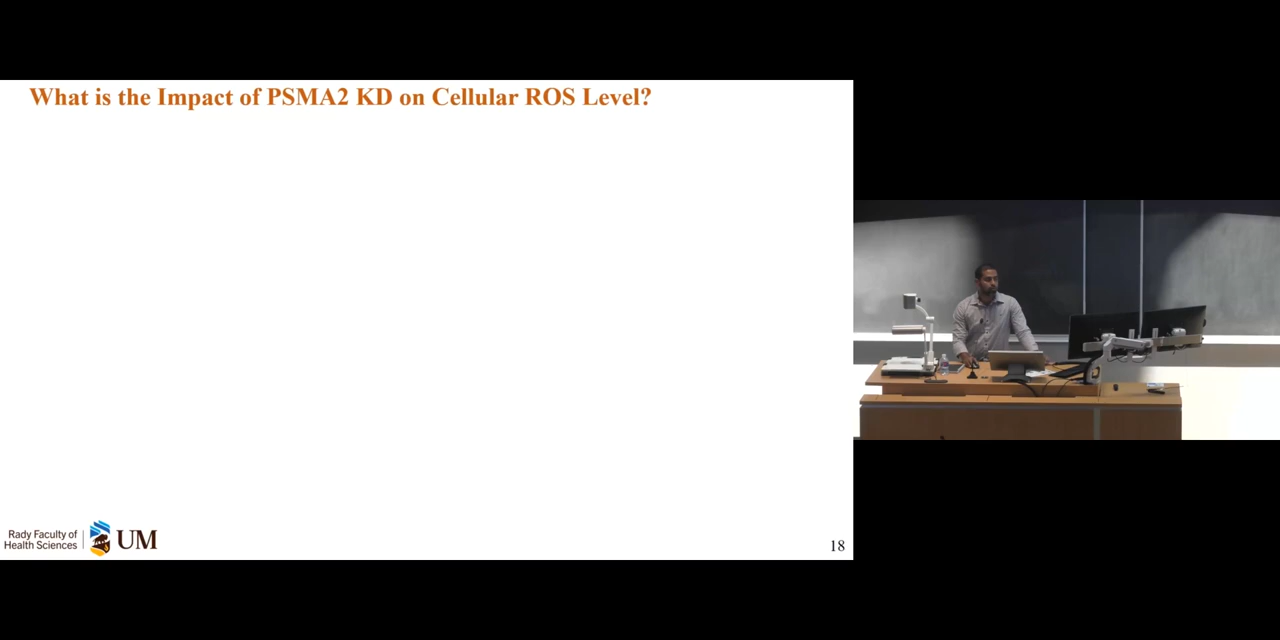 What is the Impact of PSMA2 KD on Cellular ROS Level?
Rady Faculty of
Health Sciences
UM
18